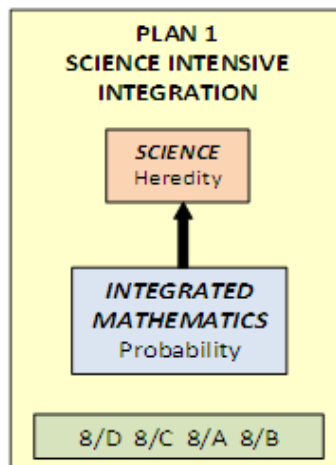 PLAN 1
SCIENCE INTENSIVE
INTEGRATION
SCIENCE
Heredity
INTEGRATED
MATHEMATICS
Probability
8/D 8/C 8/A 8/B